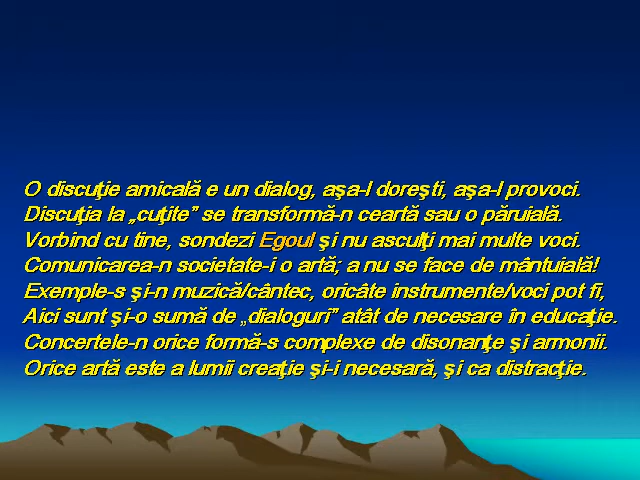 O discuţie amicală e un dialog, aşa-l doreşti, aşa-l provoci.
Discuţia la „cuţite” se transformă-n ceartă sau o păruială.
Vorbind cu tine, sondezi Egoul şi nu asculţi mai multe voci.
Comunicarea-n societate-i o artă; a nu se face de mântuială!
Exemple-s şi-n muzică/cântec, oricâte instrumente/voci pot fi,
Aici sunt şi-o sumă de „dialoguri” atât de necesare în educaţie.
Concertele-n orice formă-s complexe de disonanţe şi armonii.
Orice artă este a lumii creaţie şi-i necesară, şi ca distracţie.